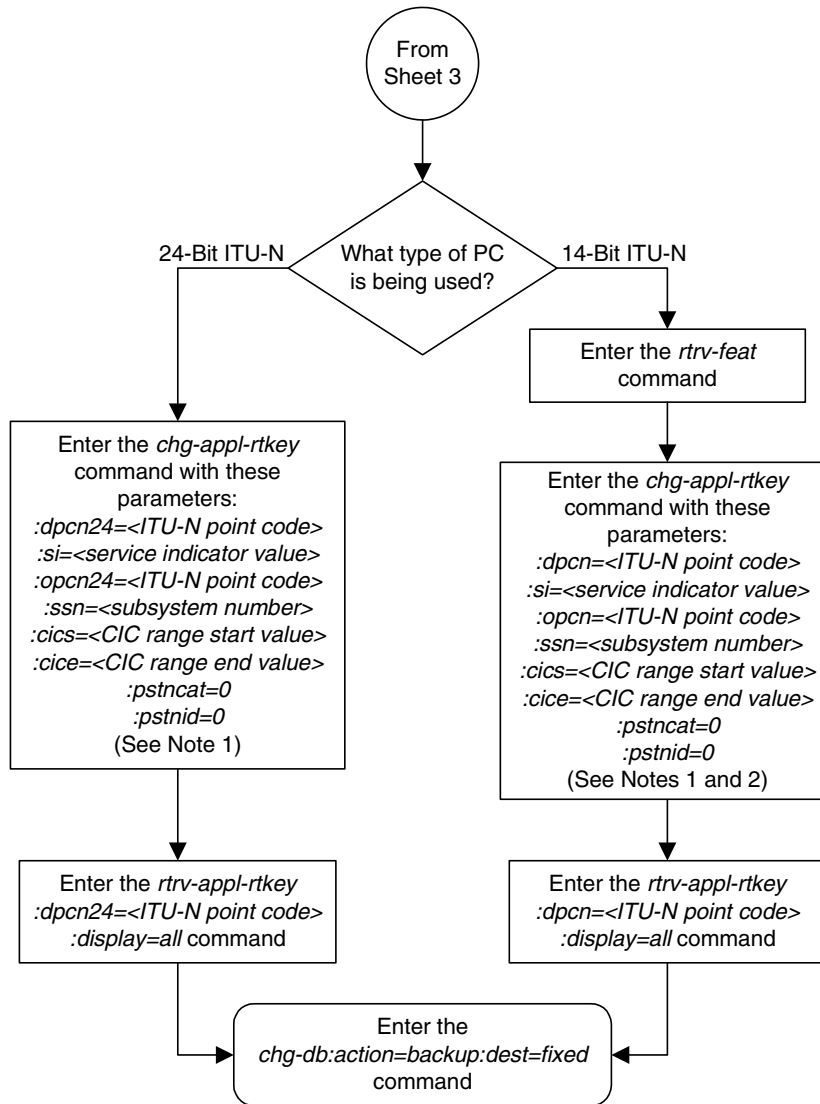 From
Sheet 3
What type of PC
is being used?
24-Bit ITU-N
14-Bit ITU-N
Enter the chg-appl-rtkey
command with these
parameters:
:dpcn24=<ITU-N point code>
:si=<service indicator value>
:opcn24=<ITU-N point code>
:ssn=<subsystem number>
:cics=<CIC range start value>
:cice=<CIC range end value>
:pstncat=0
:pstnid=0
(See Note 1)
Enter the rtrv-appl-rtkey
:dpcn24=<ITU-N point code>
:display=all command
Enter the rtrv-feat
command
Enter the chg-appl-rtkey
command with these
parameters:
:dpcn=<ITU-N point code>
:si=<service indicator value>
:opcn=<ITU-N point code>
:ssn=<subsystem number>
:cics=<CIC range start value>
:cice=<CIC range end value>
:pstncat=0
:pstnid=0
(See Notes 1 and 2)
Enter the rtrv-appl-rtkey
:dpcn=<ITU-N point code>
:display=all command
Enter the
chg-db:action=backup:dest=fixed
command